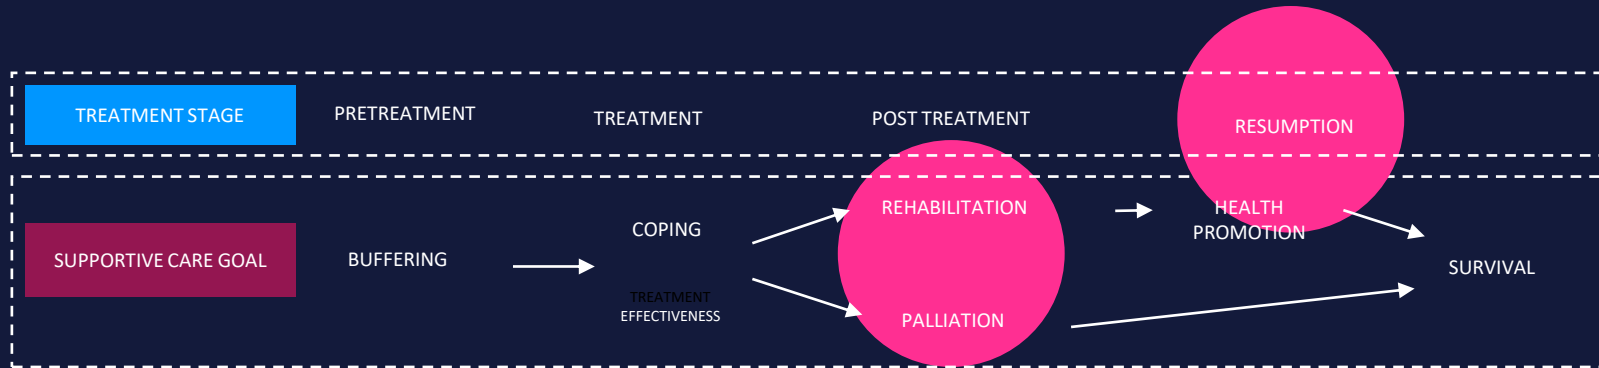 TREATMENT STAGE
PRETREATMENT
TREATMENT
POST TREATMENT
RESUMPTION
SUPPORTIVE CARE GOAL
BUFFERING
COPING
TREATMENT
EFFECTIVENESS
REHABILITATION
PALLIATION
HEALTH
PROMOTION
SURVIVAL